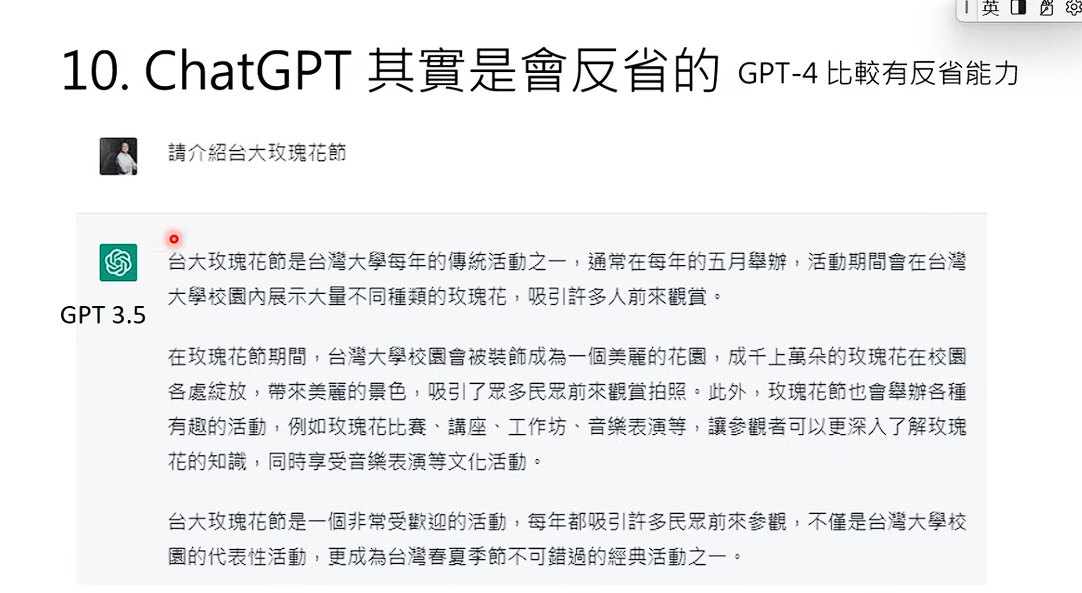 英
10. ChatGPT 其實是會反省的 GPT-4 比較有反省能力
請介紹台大玫瑰花節
台大玫瑰花節是台灣大學每年的傳統活動之一，通常在每年的五月舉辦，活動期間會在台灣
大學校園內展示大量不同種類的玫瑰花，吸引許多人前來觀賞。
GPT 3.5
在玫瑰花節期間，台灣大學校園會被裝飾成為一個美麗的花園，成千上萬朵的玫瑰花在校園
各處綻放，帶來美麗的景色，吸引了眾多民眾前來觀賞拍照。此外，玫瑰花節也會舉辦各種
有趣的活動，例如玫瑰花比賽、講座、工作坊、音樂表演等，讓參觀者可以更深入了解玫瑰
花的知識，同時享受音樂表演等文化活動。
台大玫瑰花節是一個非常受歡迎的活動，每年都吸引許多民眾前來參觀，不僅是台灣大學校
園的代表性活動，更成為台灣春夏季節不可錯過的經典活動之一。